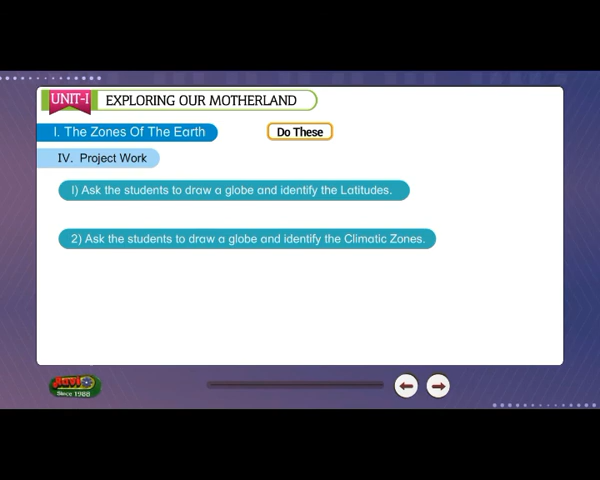 UNIT-I EXPLORING OUR MOTHERLAND
I. The Zones Of The Earth
Do These
IV. Project Work
I) Ask the students to draw a globe and identify the Latitudes.
2) Ask the students to draw a globe and identify the Climatic Zones.
Since 1988